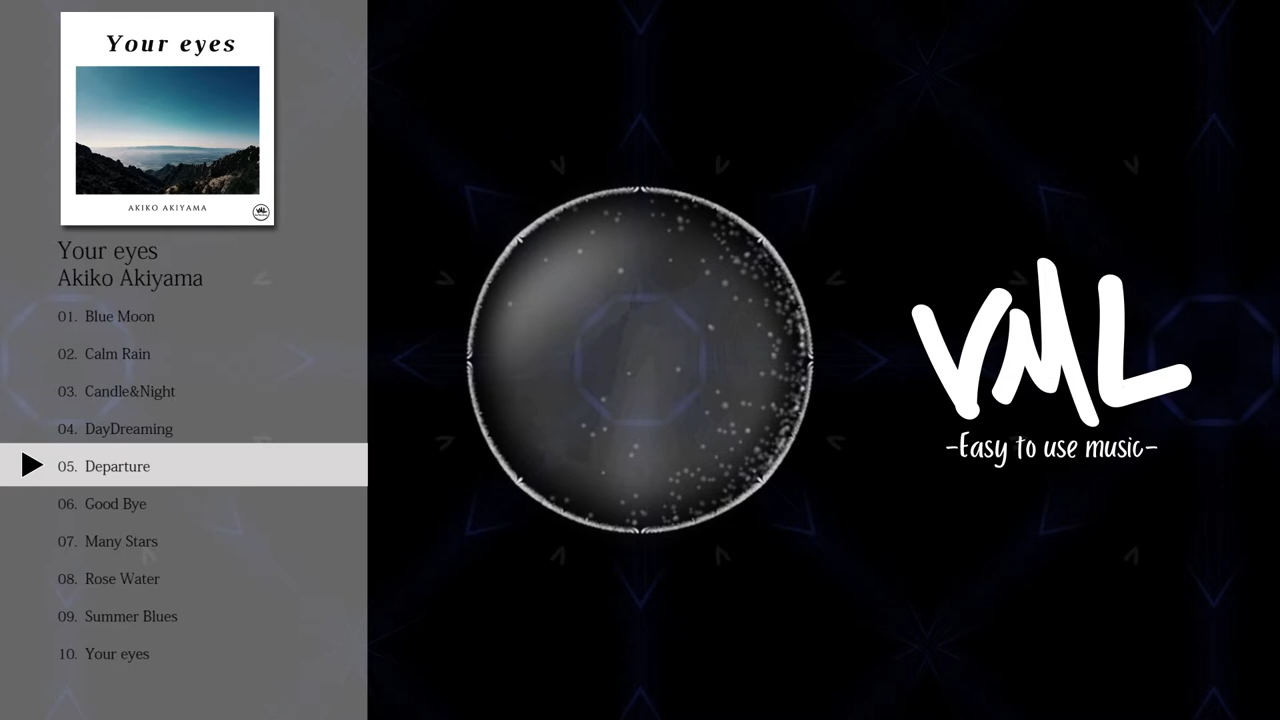 Your eyes
AKIKO AKIYAMA
VML
Your eyes
Akiko Akiyama
01. Blue Moon
02. Calm Rain
03. Candle&Night
04. DayDreaming
05. Departure
06. Good Bye
07. Many Stars
08. Rose Water
09. Summer Blues
10. Your eyes
VML
-Easy to use music-